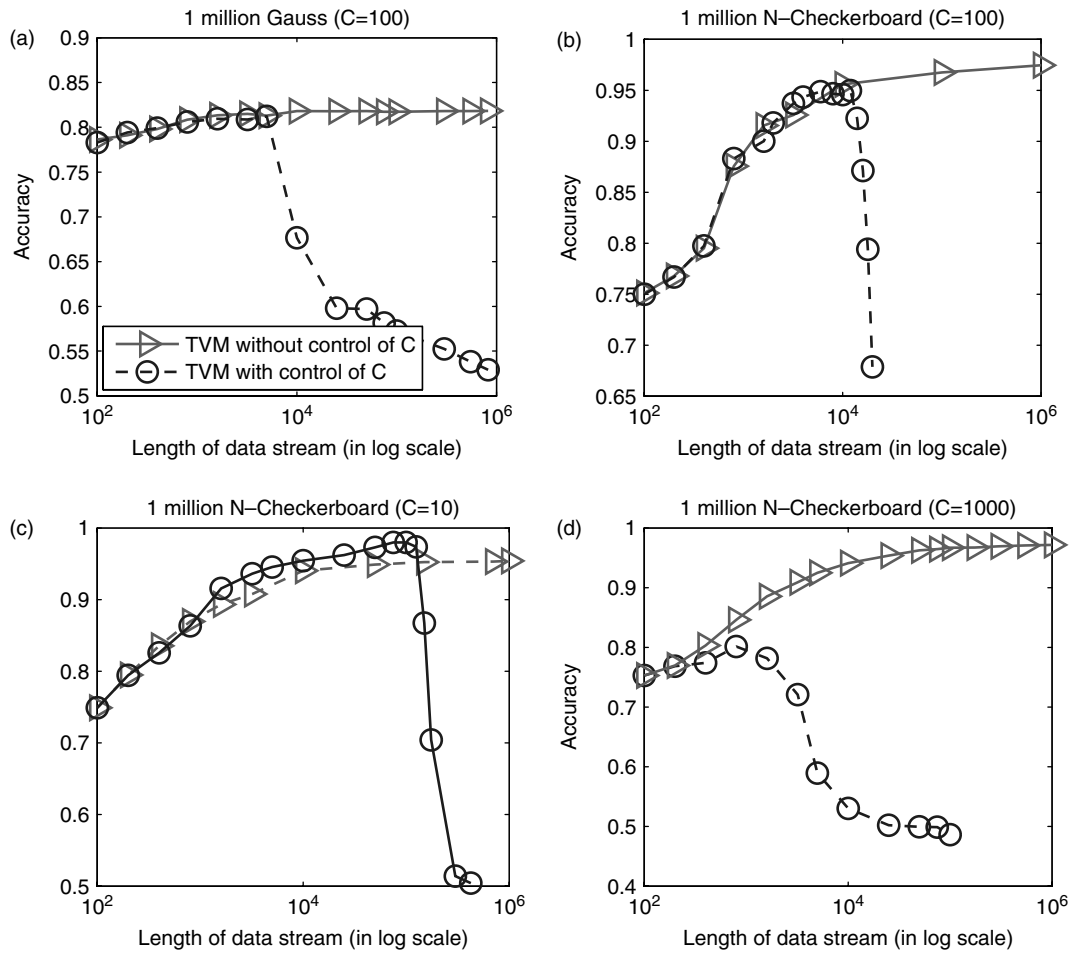 (a)
1 million Gauss (C=100)
0.9
0.85
0.8
0.75
0.7
0.65
0.6
0.55
0.5
Accuracy
TVM without control of C
TVM with control of C
10^2
10^4
10^6
Length of data stream (in log scale)
(b)
1 million N–Checkerboard (C=100)
1
0.95
0.9
0.85
0.8
0.75
0.7
0.65
Accuracy
10^2
10^4
10^6
Length of data stream (in log scale)
(c)
1 million N–Checkerboard (C=10)
1
0.9
0.8
0.7
0.6
0.5
10^2
10^4
10^6
Length of data stream (in log scale)
(d)
1 million N–Checkerboard (C=1000)
1
0.9
0.8
0.7
0.6
0.5
0.4
Accuracy
10^2
10^4
10^6
Length of data stream (in log scale)